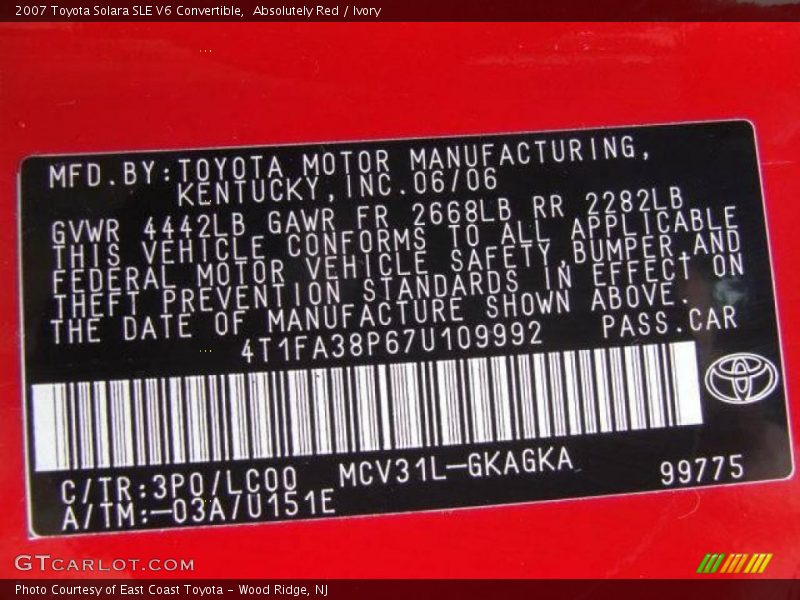 2007 Toyota Solara SLE V6 Convertible,  Absolutely Red / Ivory
MFD.BY:TOYOTA MOTOR MANUFACTURING,
KENTUCKY,INC.06/06
GVWR 4442LB GAWR FR 2668LB RR 2282LB
THIS VEHICLE CONFORMS TO ALL APPLICABLE
FEDERAL MOTOR VEHICLE SAFETY,BUMPER,AND
THEFT PREVENTION STANDARDS IN EFFECT ON
THE DATE OF MANUFACTURE SHOWN ABOVE.
4T1FA38P67U109992 PASS.CAR
C/TR:3P0/LC00 MCV31L-GKAGKA 99775
A/TM:-03A/U151E
GTCARLOT.COM
Photo Courtesy of East Coast Toyota - Wood Ridge, NJ